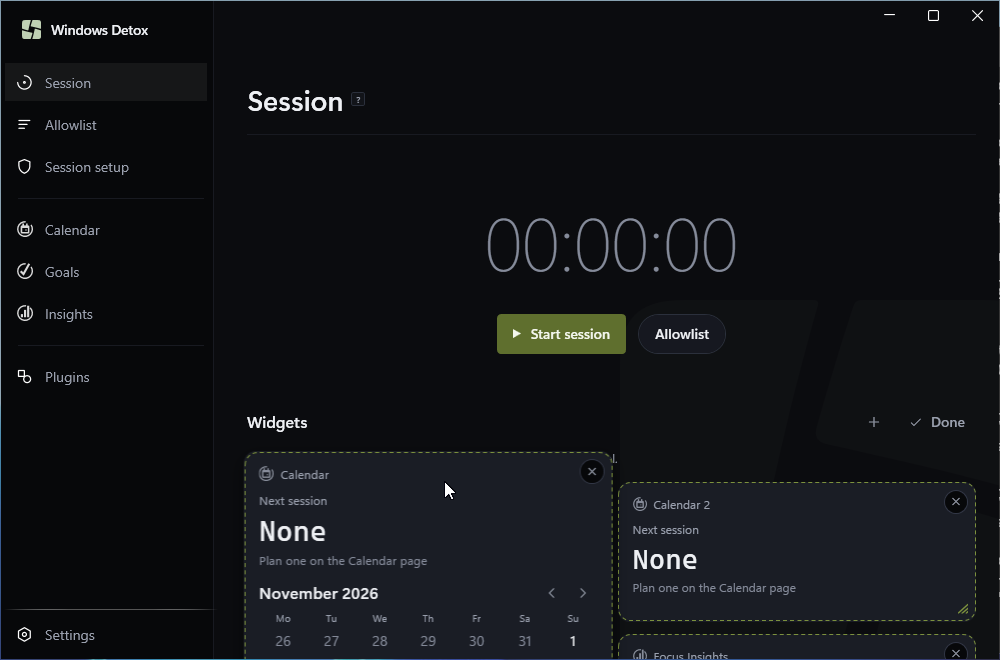 Windows Detox
Session
Allowlist
Session setup
Calendar
Goals
Insights
Plugins
Settings
Session ?
00:00:00
Start session
Allowlist
Widgets
Done
Calendar
Next session
None
Plan one on the Calendar page
November 2026
Mo Tu We Th Fr Sa Su
26 27 28 29 30 31 1
Calendar 2
Next session
None
Plan one on the Calendar page
Focus Insights